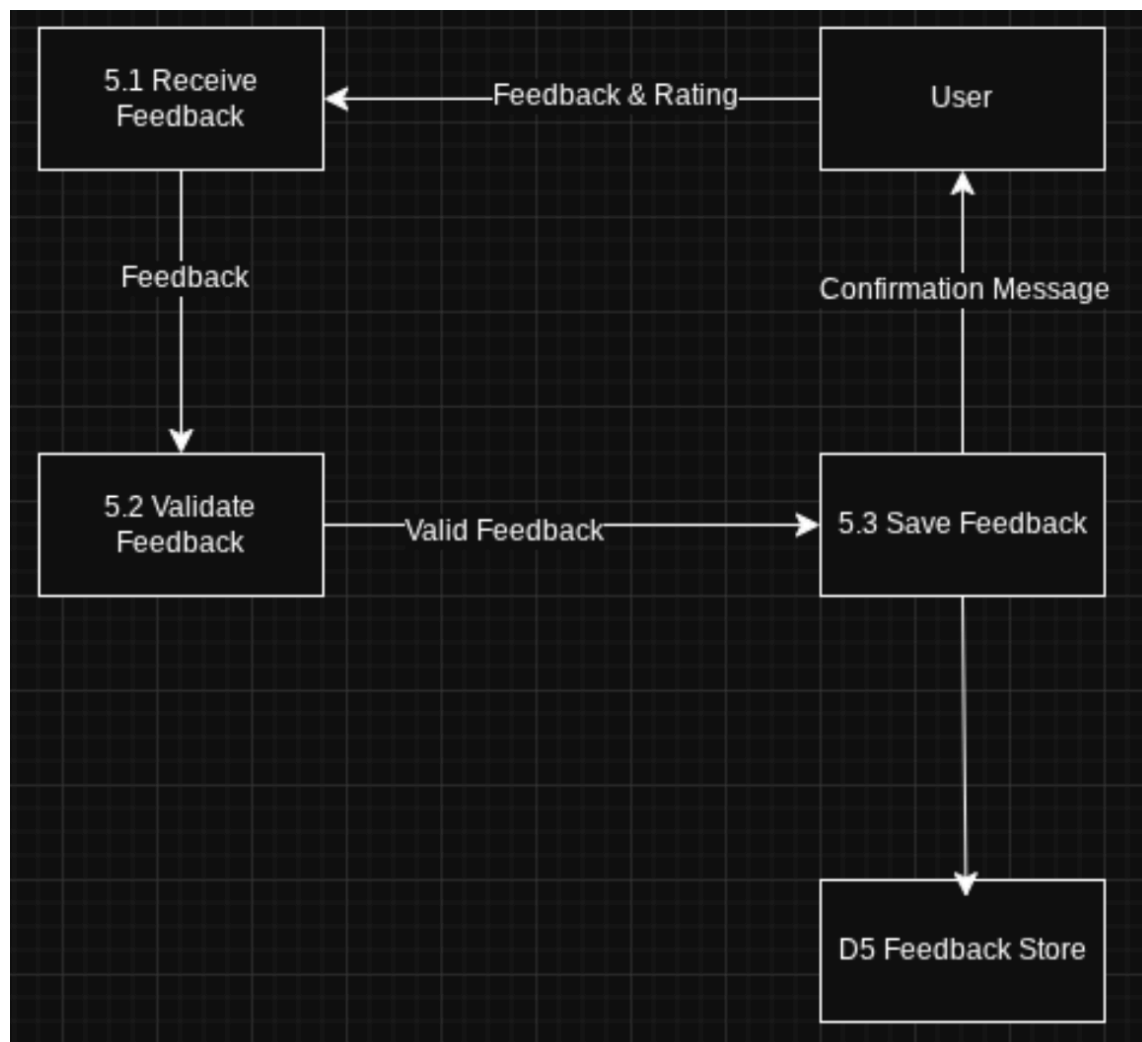 5.1 Receive
Feedback
Feedback & Rating
User
Feedback
Confirmation Message
5.2 Validate
Feedback
Valid Feedback
5.3 Save Feedback
D5 Feedback Store